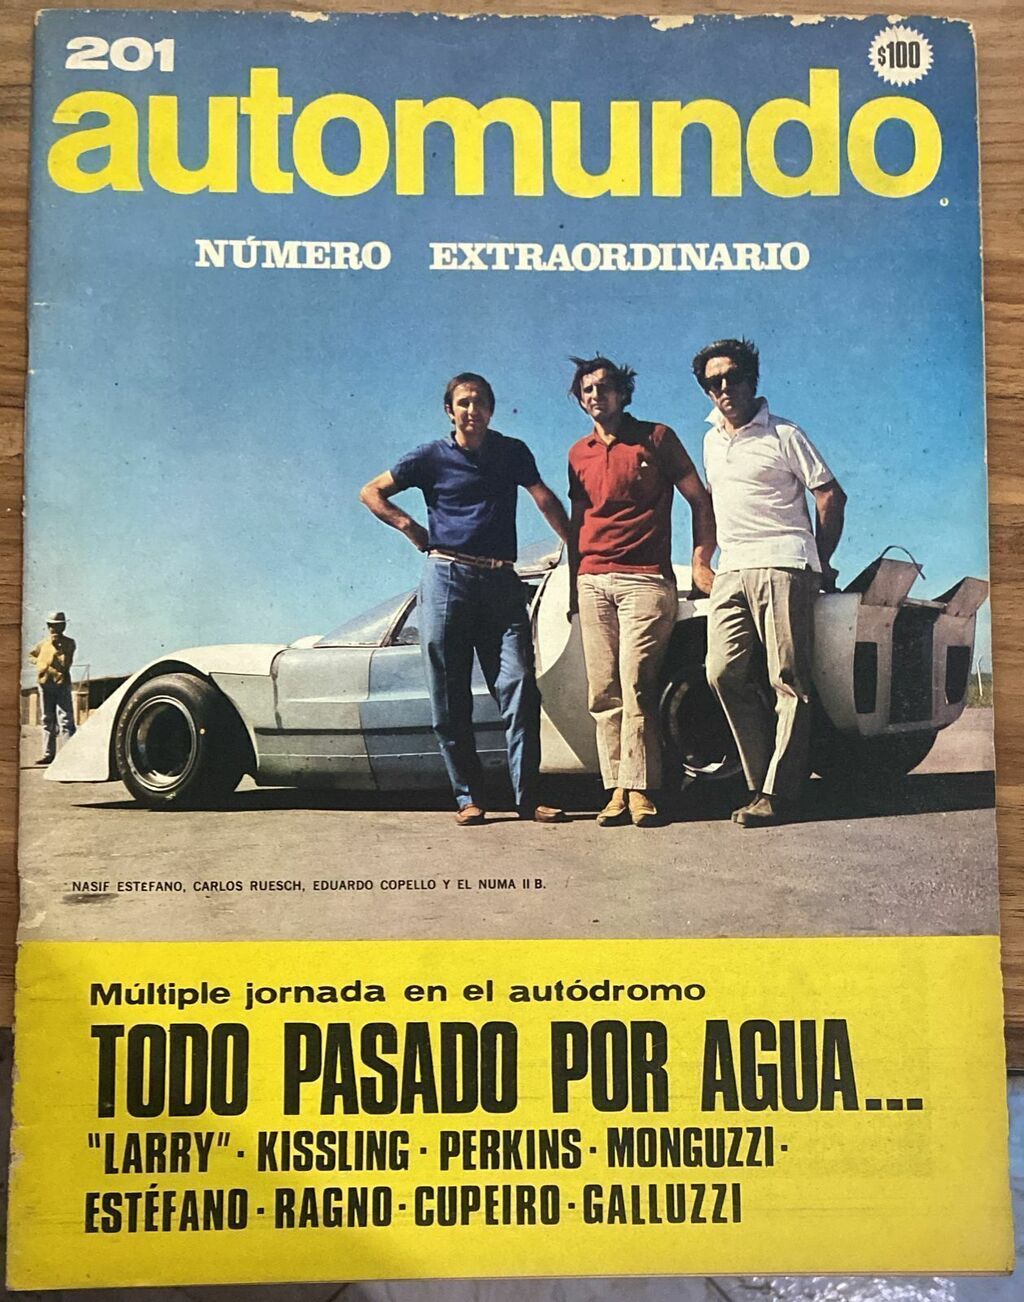 201
$100
automundo
NÚMERO EXTRAORDINARIO
NASIF ESTEFANO, CARLOS RUESCH, EDUARDO COPELLO Y EL NUMA II B.
Múltiple jornada en el autódromo
TODO PASADO POR AGUA...
"LARRY" · KISSLING · PERKINS · MONGUZZI ·
ESTÉFANO · RAGNO · CUPEIRO · GALLUZZI